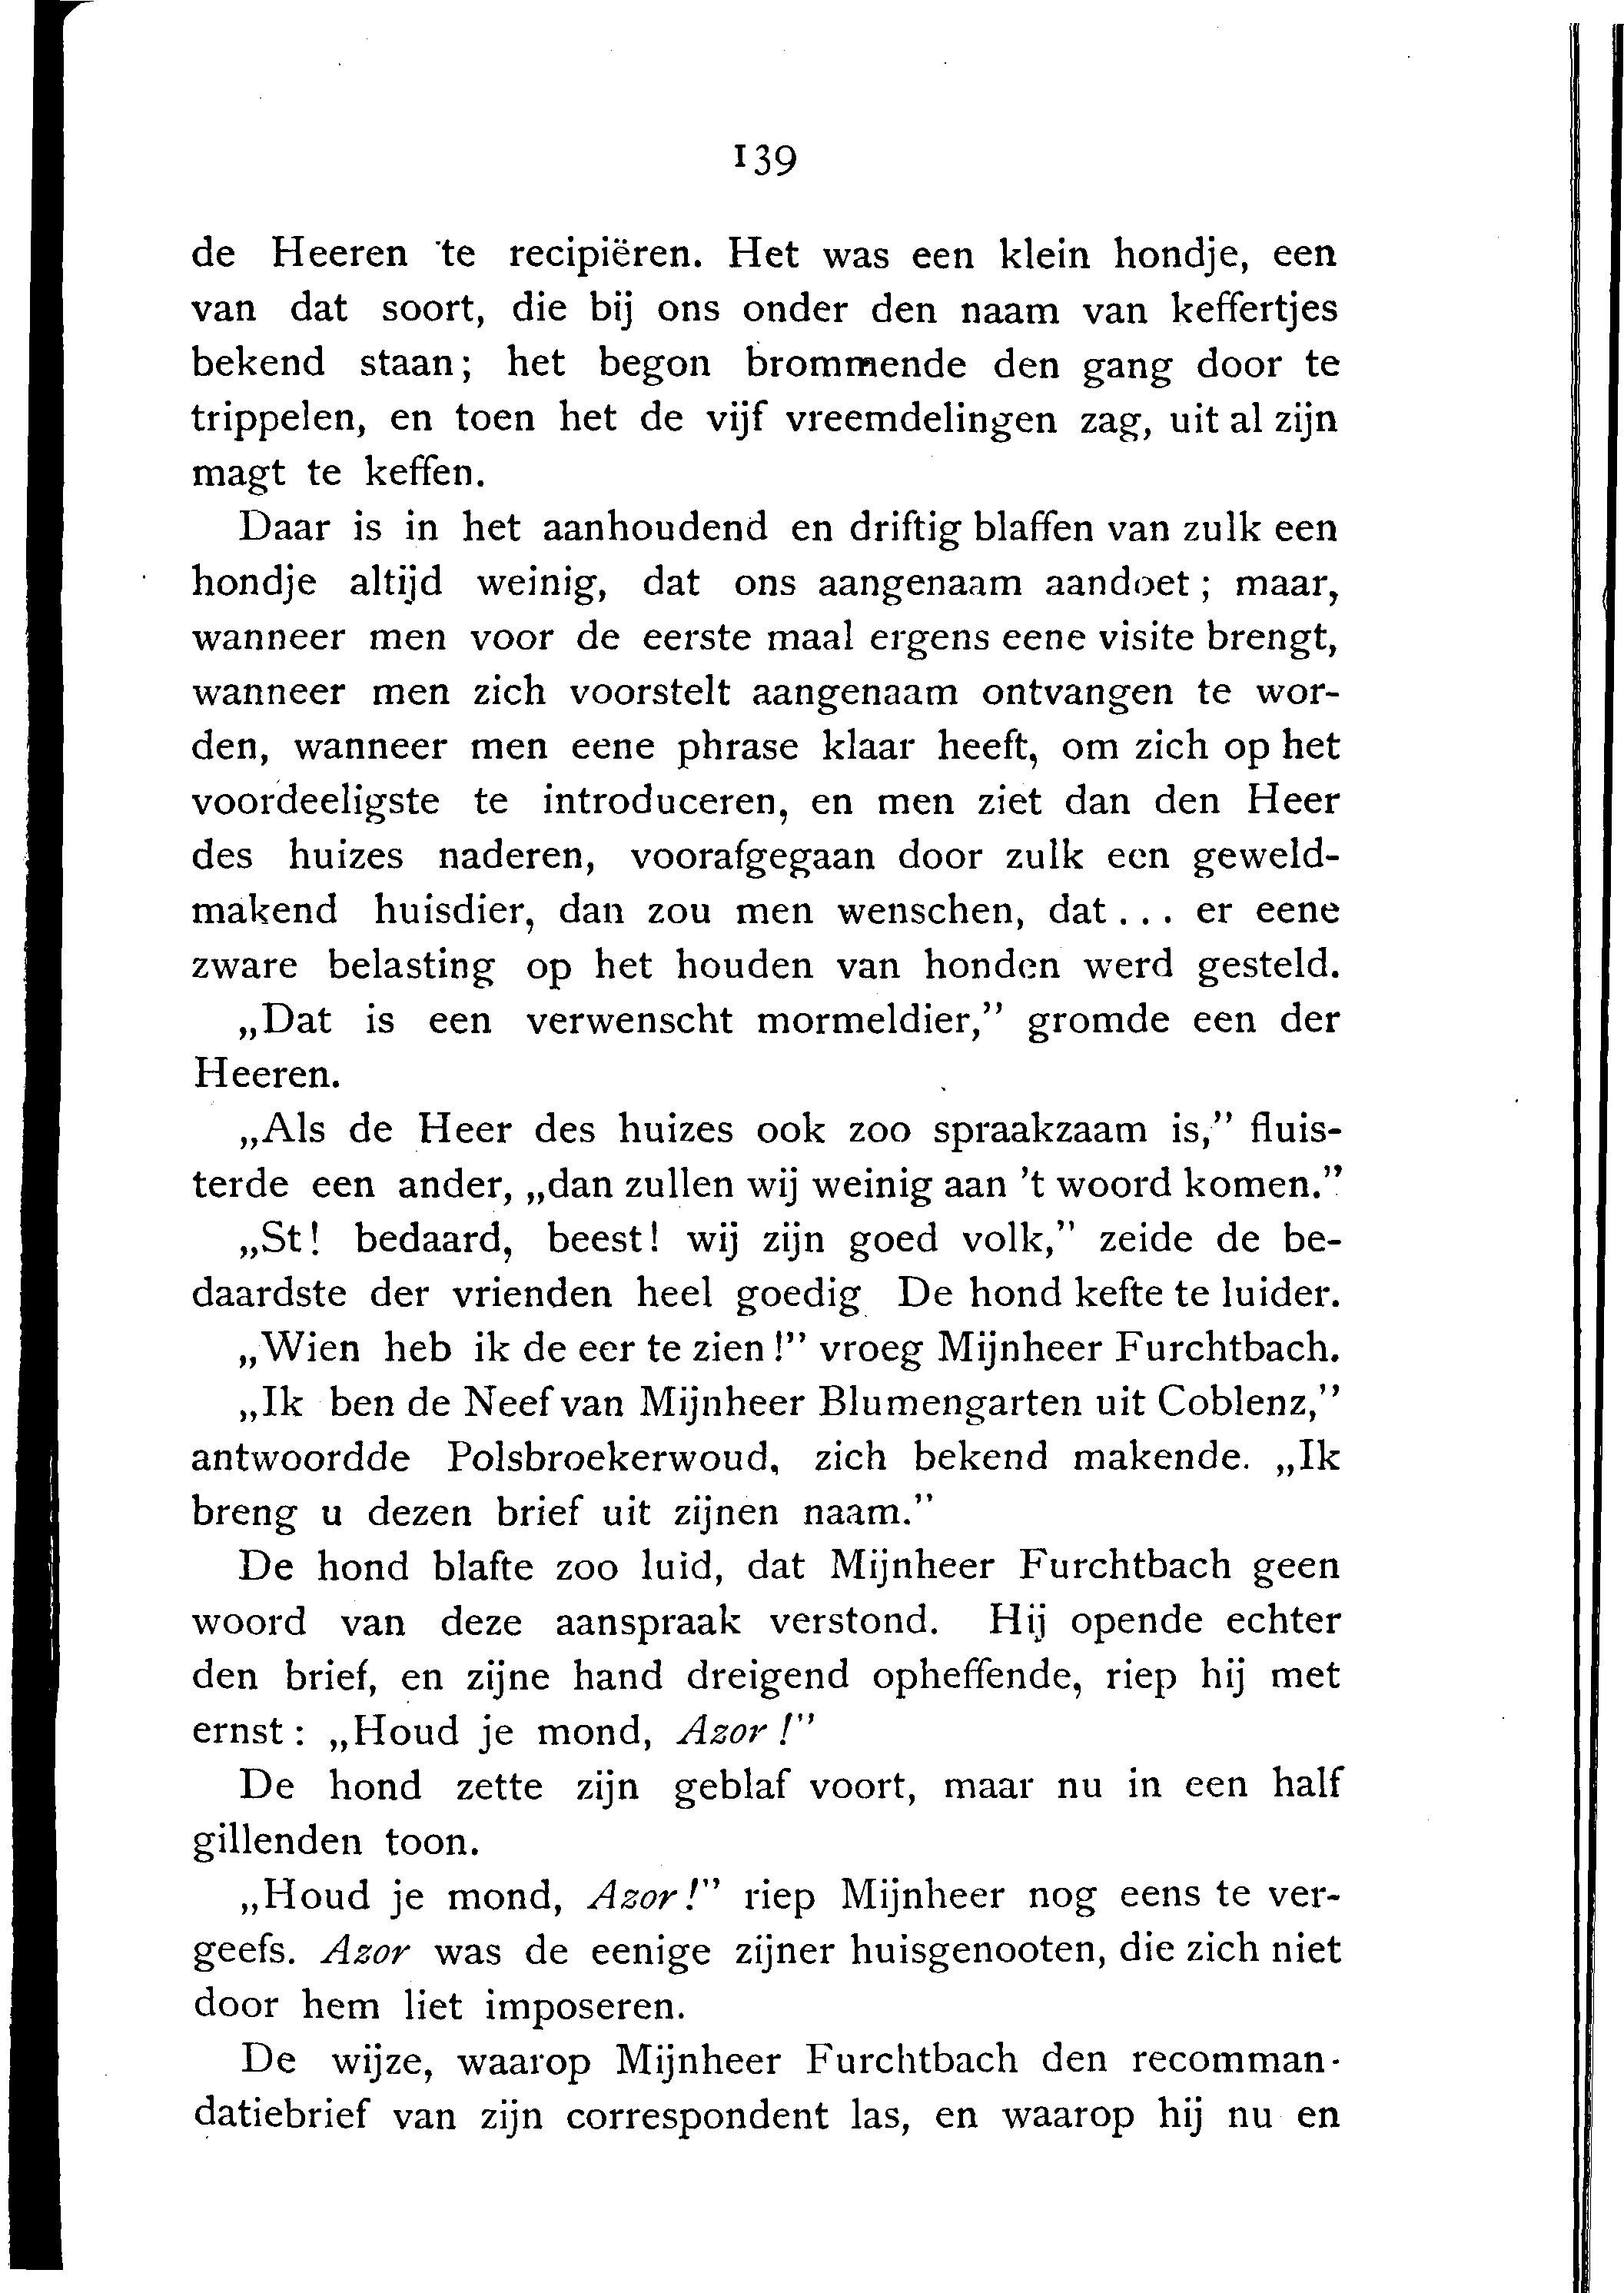 139
de Heeren te recipiëren. Het was een klein hondje, een
van dat soort, die bij ons onder den naam van keffertjes
bekend staan; het begon brommende den gang door te
trippelen, en toen het de vijf vreemdelingen zag, uit al zijn
magt te keffen.
Daar is in het aanhoudend en driftig blaffen van zulk een
hondje altijd weinig, dat ons aangenaam aandoet; maar,
wanneer men voor de eerste maal ergens eene visite brengt,
wanneer men zich voorstelt aangenaam ontvangen te wor-
den, wanneer men eene phrase klaar heeft, om zich op het
voordeeligste te introduceren, en men ziet dan den Heer
des huizes naderen, voorafgegaan door zulk een geweld-
makend huisdier, dan zou men wenschen, dat... er eene
zware belasting op het houden van honden werd gesteld.
„Dat is een verwenscht mormeldier,” gromde een der
Heeren.
„Als de Heer des huizes ook zoo spraakzaam is,” fluis-
terde een ander, „dan zullen wij weinig aan 't woord komen.”
„St! bedaard, beest! wij zijn goed volk,” zeide de be-
daardste der vrienden heel goedig. De hond kefte te luider.
„Wien heb ik de eer te zien!” vroeg Mijnheer Furchtbach.
„Ik ben de Neef van Mijnheer Blumengarten uit Coblenz,”
antwoordde Polsbroekerwoud, zich bekend makende. „Ik
breng u dezen brief uit zijnen naam.”
De hond blafte zoo luid, dat Mijnheer Furchtbach geen
woord van deze aanspraak verstond. Hij opende echter
den brief, en zijne hand dreigend opheffende, riep hij met
ernst: „Houd je mond, Azor!”
De hond zette zijn geblaf voort, maar nu in een half
gillenden toon.
„Houd je mond, Azor!” riep Mijnheer nog eens te ver-
geefs. Azor was de eenige zijner huisgenooten, die zich niet
door hem liet imposeren.
De wijze, waarop Mijnheer Furchtbach den recomman-
datiebrief van zijn correspondent las, en waarop hij nu en